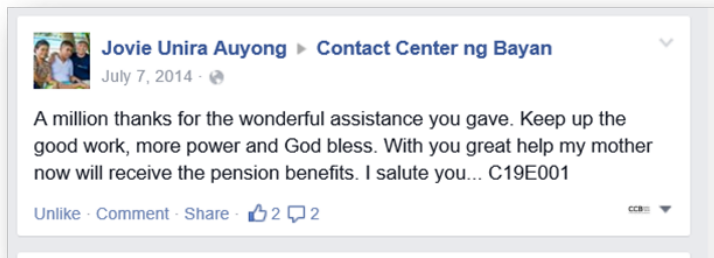 Jovie Unira Auyong ▸ Contact Center ng Bayan
July 7, 2014 ·
A million thanks for the wonderful assistance you gave. Keep up the
good work, more power and God bless. With you great help my mother
now will receive the pension benefits. I salute you... C19E001
Unlike · Comment · Share · 2 2
CCB